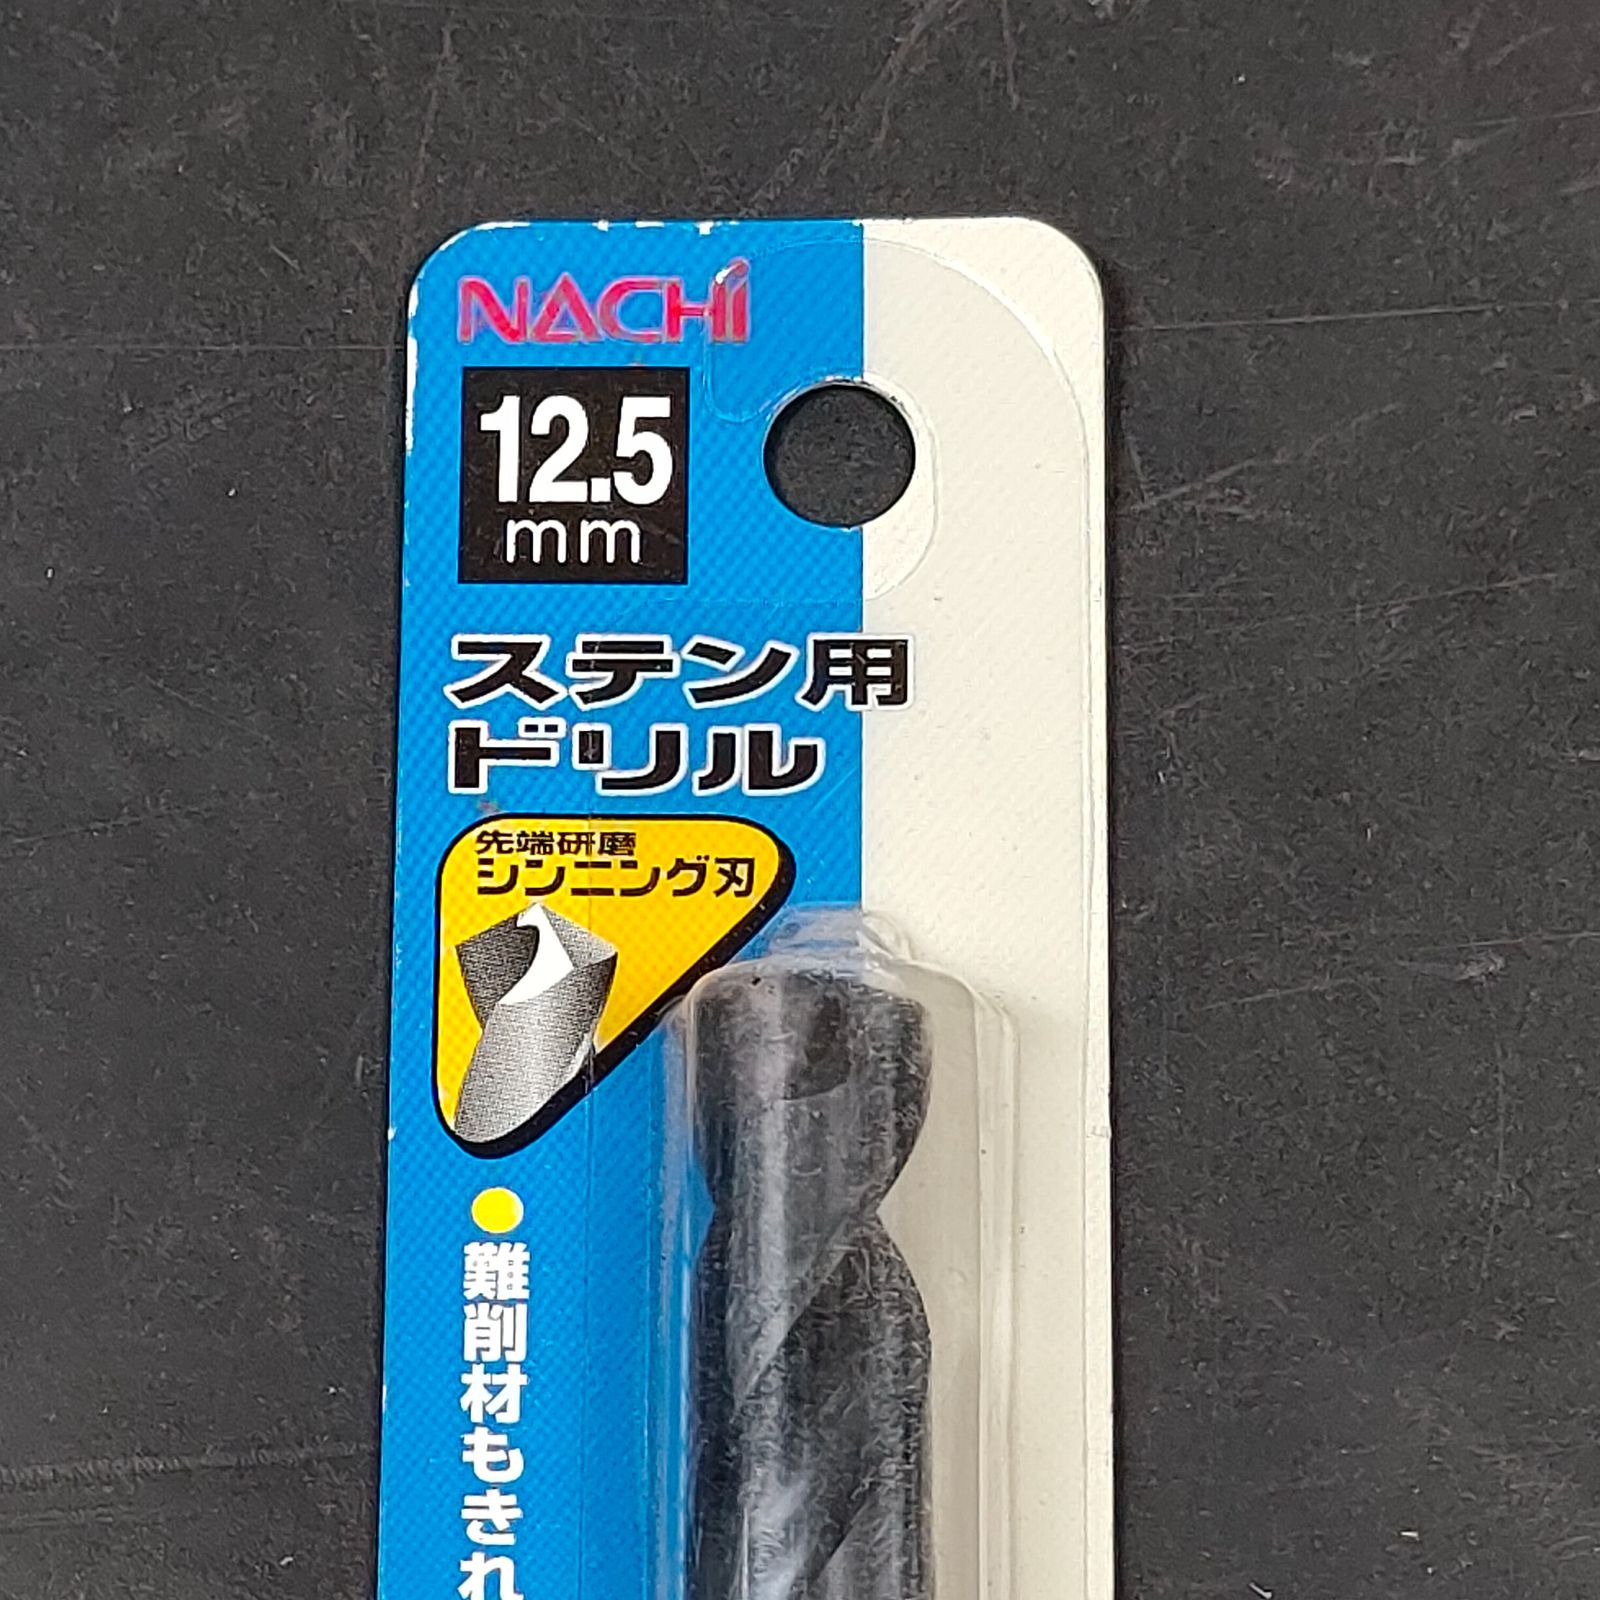 NACHi
12.5
mm
ステン用
ドリル
先端研磨
シンニング刃
難削材もきれ